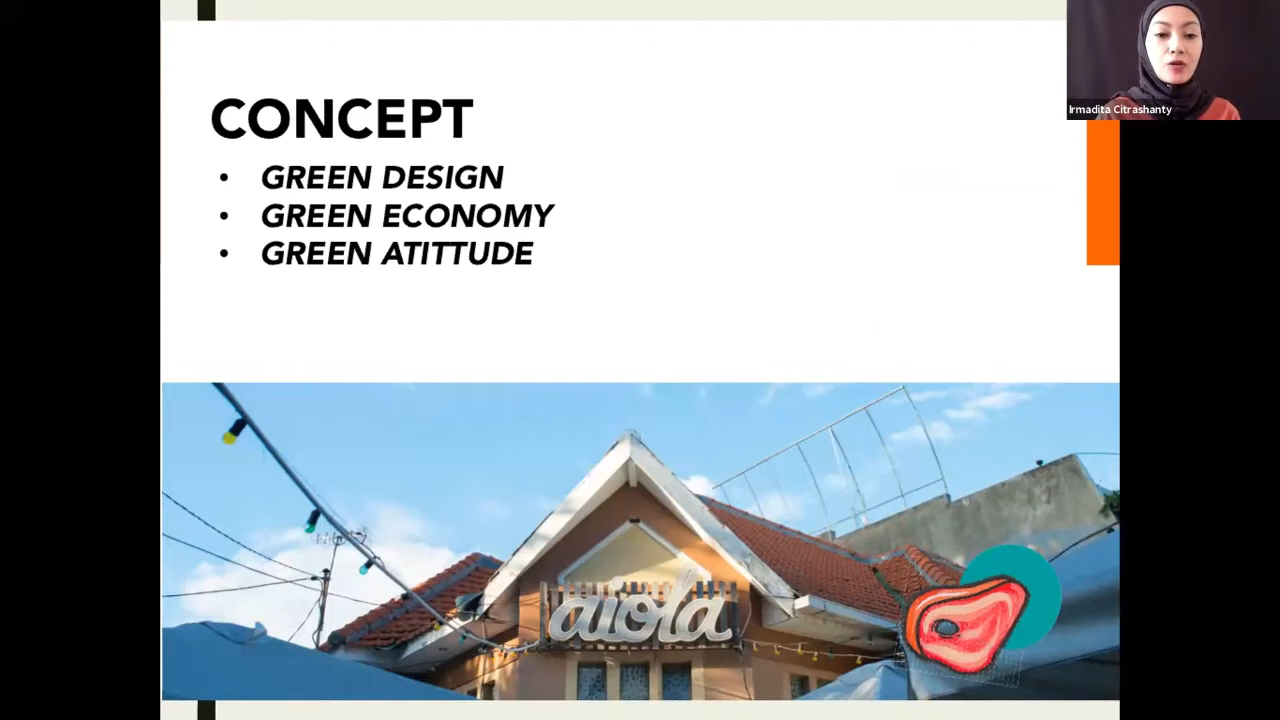 Irmadita Citrashanty
CONCEPT
• GREEN DESIGN
• GREEN ECONOMY
• GREEN ATITTUDE
aiola